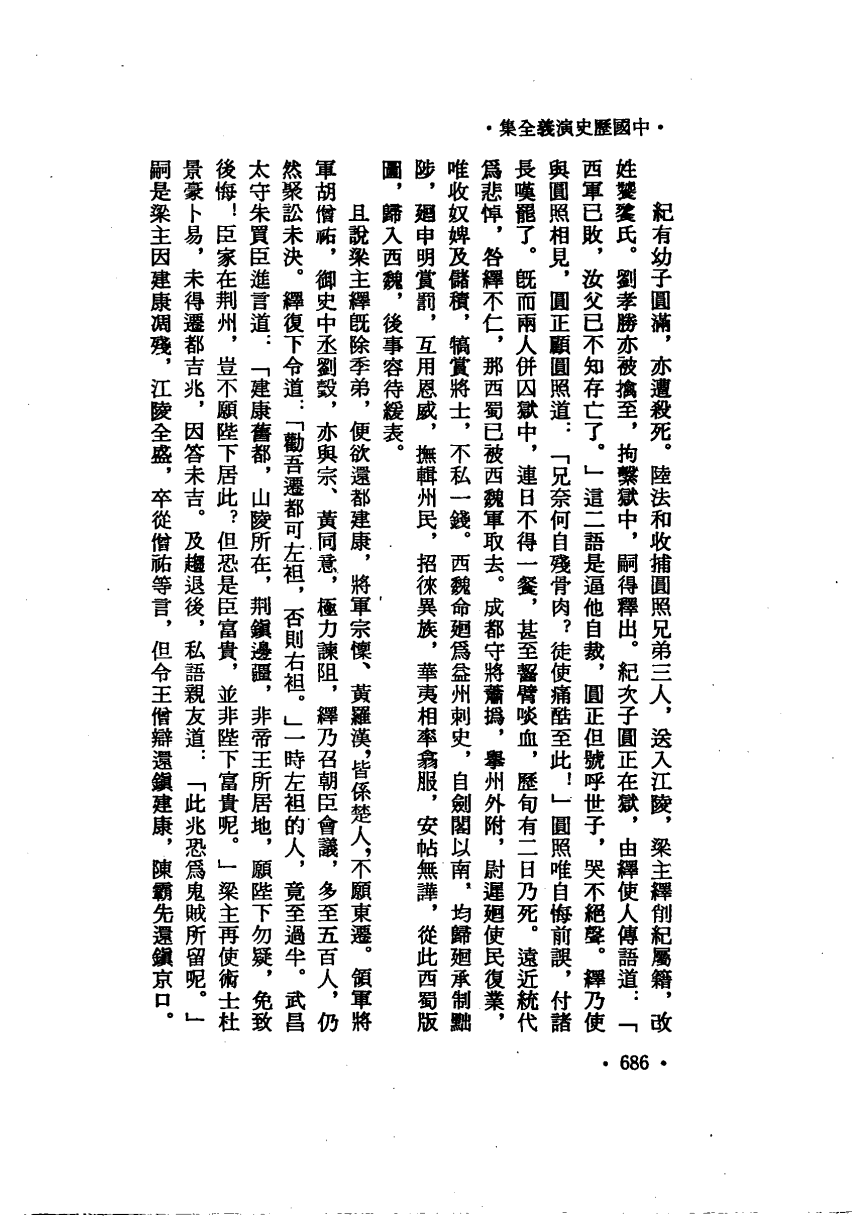 •集全義演史歷國中•
紀有幼子圓滿，亦遭殺死。陸法和收捕圓照兄弟三人，送入江陵，梁主繹削紀屬籍，改
姓饕餮氏。劉孝勝亦被擒至，拘繫獄中，嗣得釋出。紀次子圓正在獄，由繹使人傳語道：「
西軍已敗，汝父已不知存亡了。」這二語是逼他自裁，圓正但號呼世子，哭不絕聲。繹乃使
與圓照相見，圓正顧圓照道：「兄奈何自殘骨肉？徒使痛酷至此！」圓照唯自悔前誤，付諸
長嘆罷了。旣而兩人併囚獄中，連日不得一餐，甚至齧臂啖血，歷旬有二日乃死。遠近統代
爲悲悼，咎繹不仁，那西蜀已被西魏軍取去。成都守將蕭撝，舉州外附，尉遲廻使民復業，
唯收奴婢及儲積，犒賞將士，不私一錢。西魏命廻爲益州刺史，自劍閣以南，均歸廻承制黜
陟，廻申明賞罰，互用恩威，撫輯州民，招徠異族，華夷相率翕服，安帖無譁，從此西蜀版
圖，歸入西魏，後事容待緩表。
且說梁主繹旣除季弟，便欲還都建康，將軍宗懍、黃羅漢，皆係楚人，不願東遷。領軍將
軍胡僧祐，御史中丞劉㲄，亦與宗、黃同意，極力諫阻，繹乃召朝臣會議，多至五百人，仍
然聚訟未決。繹復下令道：「勸吾遷都可左袒，否則右袒。」一時左袒的人，竟至過半。武昌
太守朱買臣進言道：「建康舊都，山陵所在，荆鎭邊疆，非帝王所居地，願陛下勿疑，免致
後悔！臣家在荆州，豈不願陛下居此？但恐是臣富貴，並非陛下富貴呢。」梁主再使術士杜
景豪卜易，未得遷都吉兆，因答未吉。及趨退後，私語親友道：「此兆恐爲鬼賊所留呢。」
嗣是梁主因建康凋殘，江陵全盛，卒從僧祐等言，但令王僧辯還鎭建康，陳霸先還鎭京口。
•686•